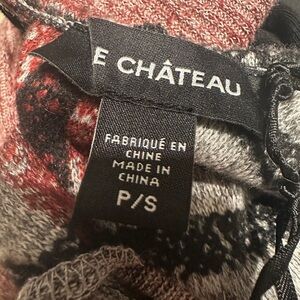 E CHÂTEAU
FABRIQUÉ EN
CHINE
MADE IN
CHINA
P/S